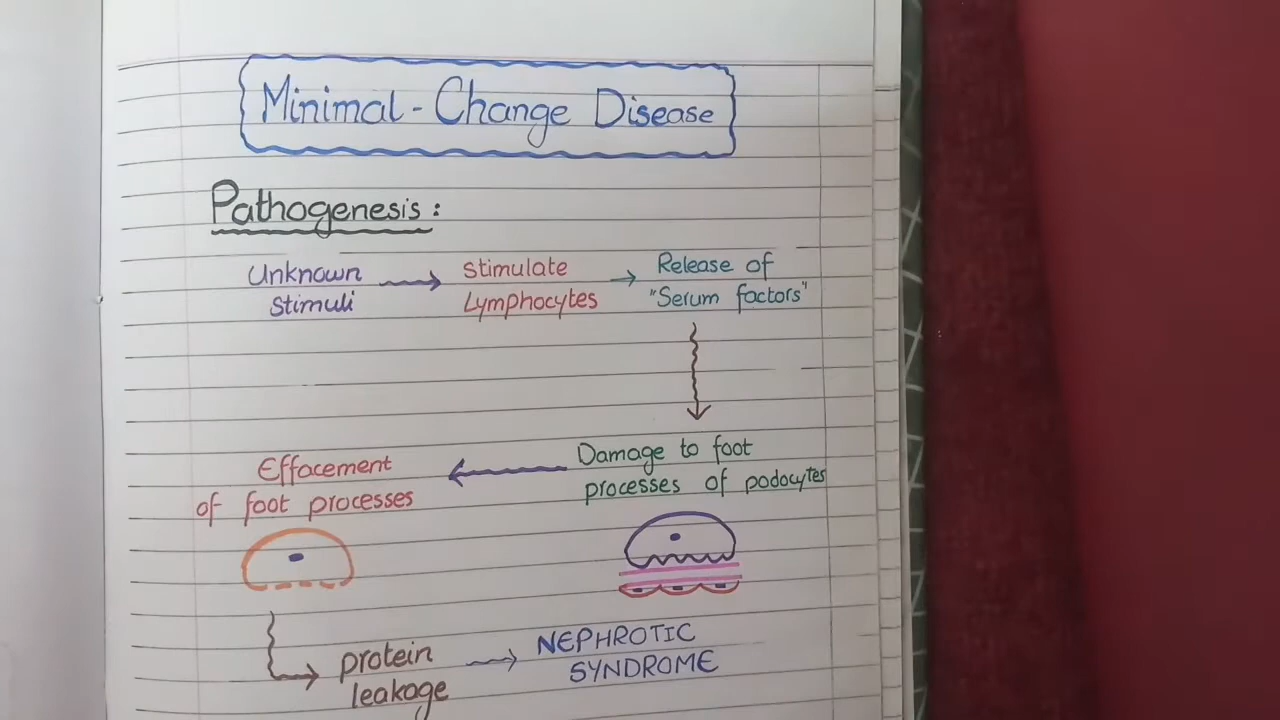 Minimal - Change Disease
Pathogenesis :
Unknown Stimuli
Stimulate Lymphocytes
Release of "Serum factors"
Damage to foot processes of podocytes
Effacement of foot processes
protein leakage
NEPHROTIC SYNDROME